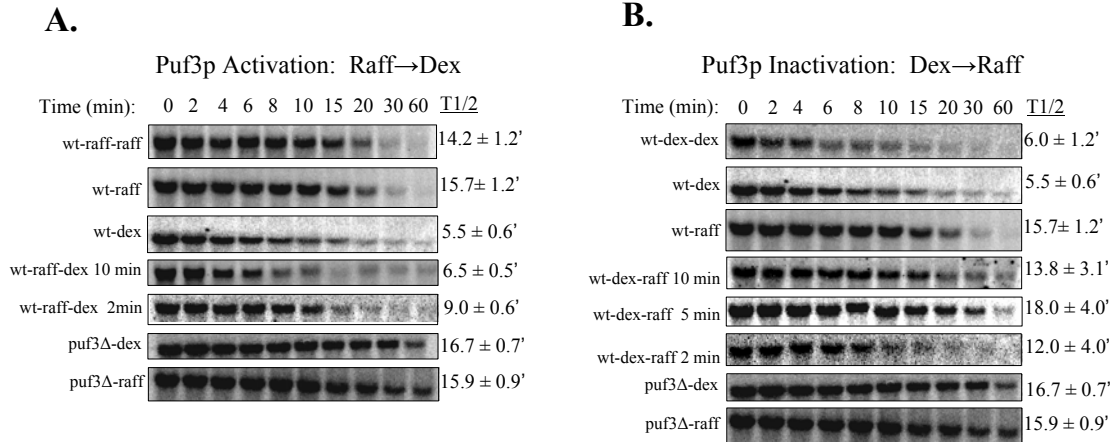 A.
Puf3p Activation: Raff→Dex
Time (min): 0 2 4 6 8 10 15 20 30 60 T1/2
wt-raff-raff 14.2 ± 1.2'
wt-raff 15.7± 1.2'
wt-dex 5.5 ± 0.6'
wt-raff-dex 10 min 6.5 ± 0.5'
wt-raff-dex 2min 9.0 ± 0.6'
puf3Δ-dex 16.7 ± 0.7'
puf3Δ-raff 15.9 ± 0.9'
B.
Puf3p Inactivation: Dex→Raff
Time (min): 0 2 4 6 8 10 15 20 30 60 T1/2
wt-dex-dex 6.0 ± 1.2'
wt-dex 5.5 ± 0.6'
wt-raff 15.7± 1.2'
wt-dex-raff 10 min 13.8 ± 3.1'
wt-dex-raff 5 min 18.0 ± 4.0'
wt-dex-raff 2 min 12.0 ± 4.0'
puf3Δ-dex 16.7 ± 0.7'
puf3Δ-raff 15.9 ± 0.9'